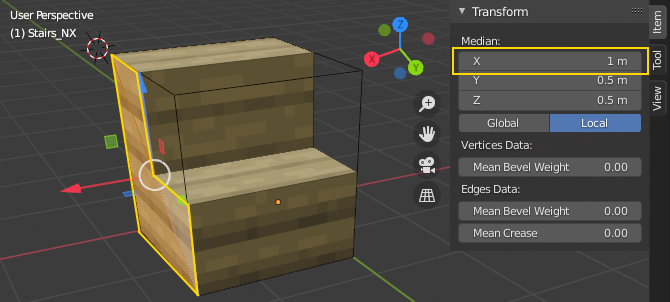 User Perspective
(1) Stairs_NX
Z
X
Y
Transform
Median:
X 1 m
Y 0.5 m
Z 0.5 m
Global Local
Vertices Data:
Mean Bevel Weight 0.00
Edges Data:
Mean Bevel Weight 0.00
Mean Crease 0.00
Item
Tool
View